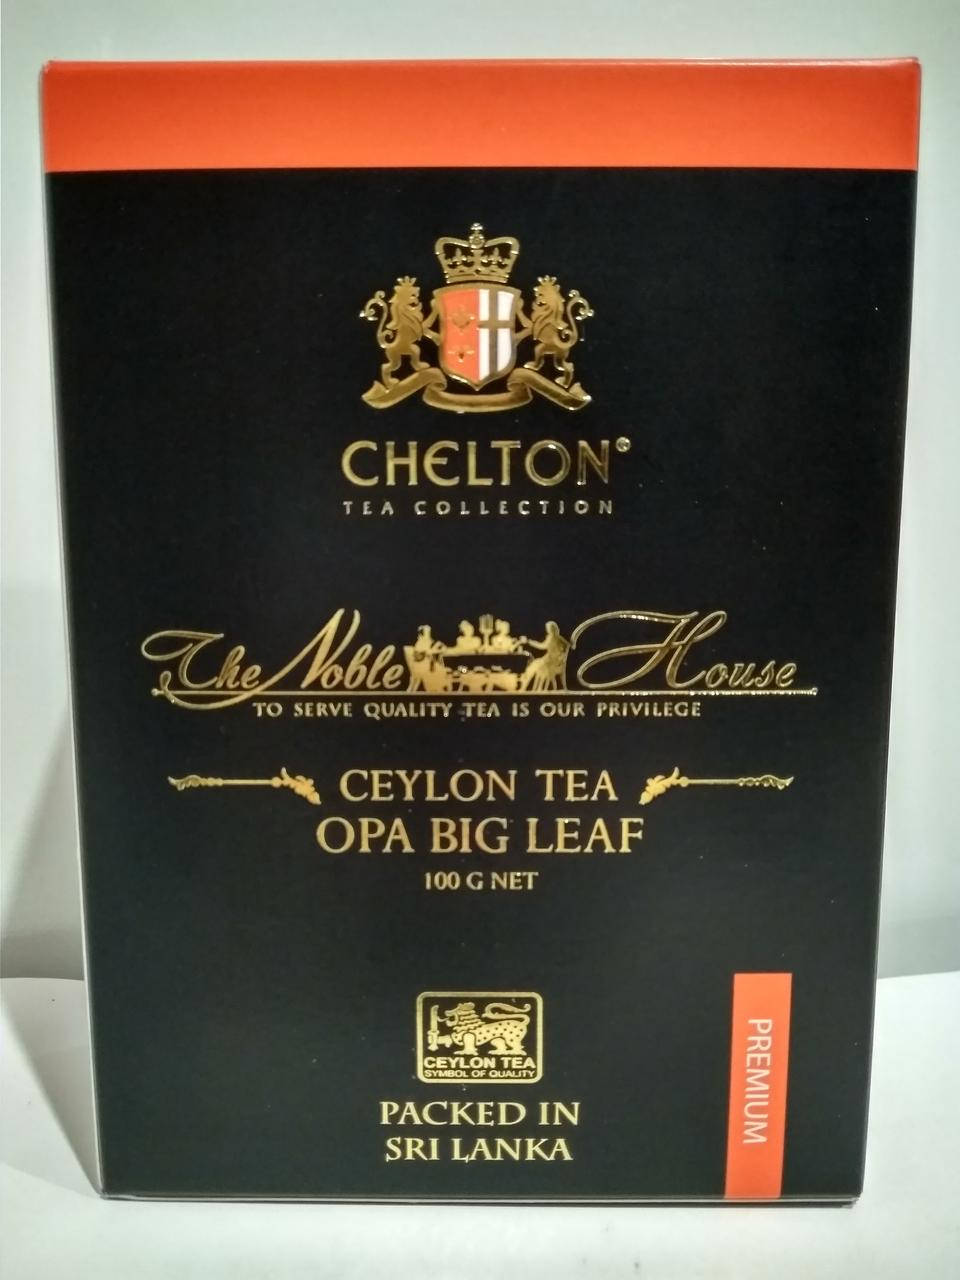 CHELTON®
TEA COLLECTION
The Noble House
TO SERVE QUALITY TEA IS OUR PRIVILEGE
CEYLON TEA
OPA BIG LEAF
100 G NET
CEYLON TEA
SYMBOL OF QUALITY
PACKED IN
SRI LANKA
PREMIUM